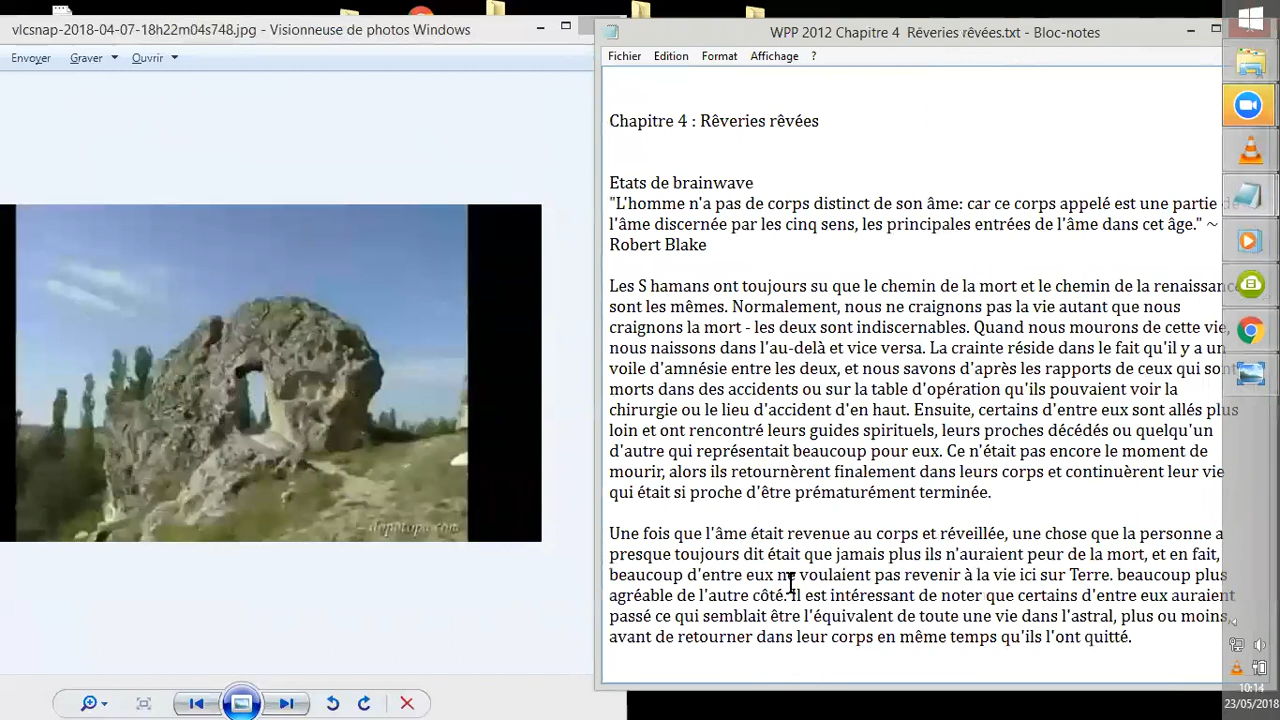 vlcsnap-2018-04-07-18h22m04s748.jpg - Visionneuse de photos Windows
Envoyer Graver Ouvrir
WPP 2012 Chapitre 4 Rêveries rêvées.txt - Bloc-notes
Fichier Edition Format Affichage ?
Chapitre 4 : Rêveries rêvées
Etats de brainwave
"L'homme n'a pas de corps distinct de son âme: car ce corps appelé est une partie de
l'âme discernée par les cinq sens, les principales entrées de l'âme dans cet âge." ~
Robert Blake
Les S hamans ont toujours su que le chemin de la mort et le chemin de la renaissance
sont les mêmes. Normalement, nous ne craignons pas la vie autant que nous
craignons la mort - les deux sont indiscernables. Quand nous mourons de cette vie,
nous naissons dans l'au-delà et vice versa. La crainte réside dans le fait qu'il y a un
voile d'amnésie entre les deux, et nous savons d'après les rapports de ceux qui sont
morts dans des accidents ou sur la table d'opération qu'ils pouvaient voir la
chirurgie ou le lieu d'accident d'en haut. Ensuite, certains d'entre eux sont allés plus
loin et ont rencontré leurs guides spirituels, leurs proches décédés ou quelqu'un
d'autre qui représentait beaucoup pour eux. Ce n'était pas encore le moment de
mourir, alors ils retournèrent finalement dans leurs corps et continuèrent leur vie
qui était si proche d'être prématurément terminée.
Une fois que l'âme était revenue au corps et réveillée, une chose que la personne a
presque toujours dit était que jamais plus ils n'auraient peur de la mort, et en fait,
beaucoup d'entre eux ne voulaient pas revenir à la vie ici sur Terre. beaucoup plus
agréable de l'autre côté. Il est intéressant de noter que certains d'entre eux auraient
passé ce qui semblait être l'équivalent de toute une vie dans l'astral, plus ou moins,
avant de retourner dans leur corps en même temps qu'ils l'ont quitté.
10:14
23/05/2018